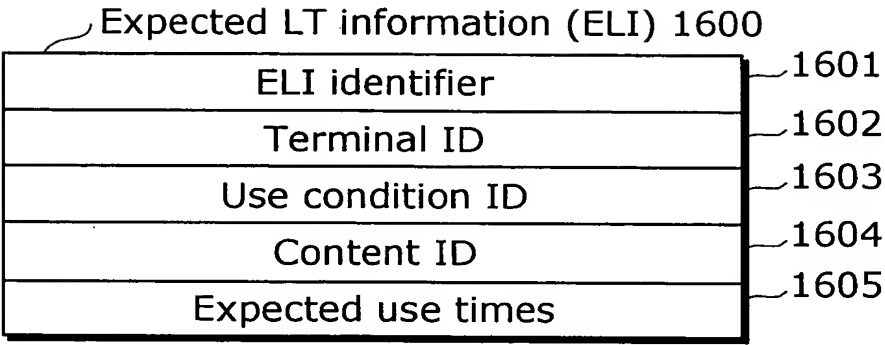 Expected LT information (ELI) 1600
ELI identifier 1601
Terminal ID 1602
Use condition ID 1603
Content ID 1604
Expected use times 1605